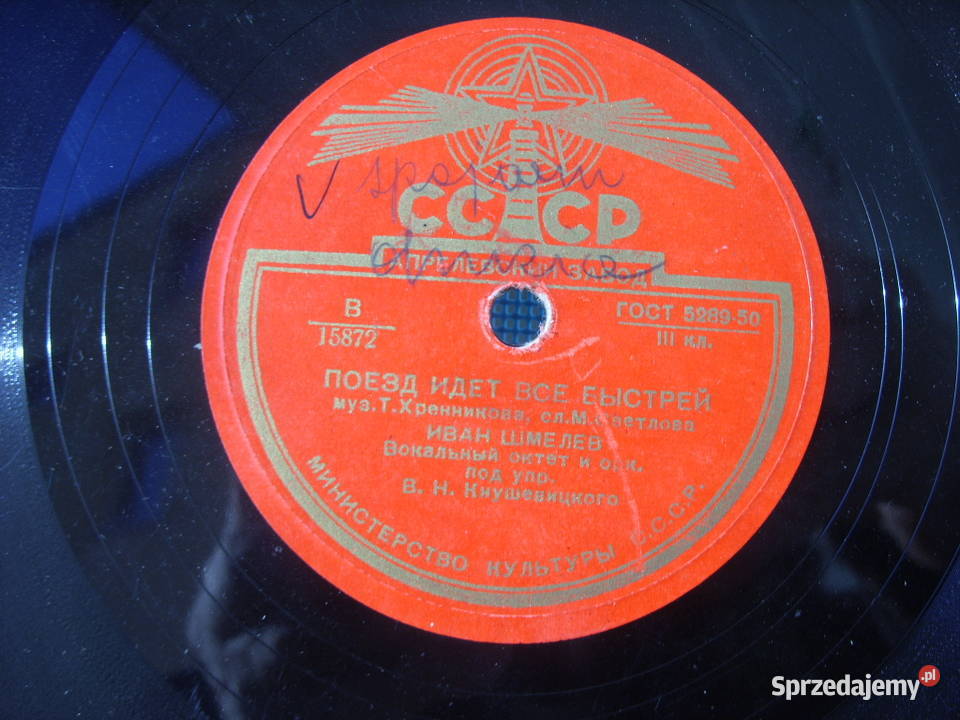 СССР
АПРЕЛЕВСКИЙ ЗАВОД
В
15872
ГОСТ 5289-50
III кл.
ПОЕЗД ИДЕТ ВСЕ БЫСТРЕЙ
муз. Т. Хренникова, сл. М. Светлова
ИВАН ШМЕЛЕВ
Вокальный октет и орк.
под упр.
В. Н. Кнушевицкого
МИНИСТЕРСТВО КУЛЬТУРЫ С.С.С.Р.
Sprzedajemy.pl